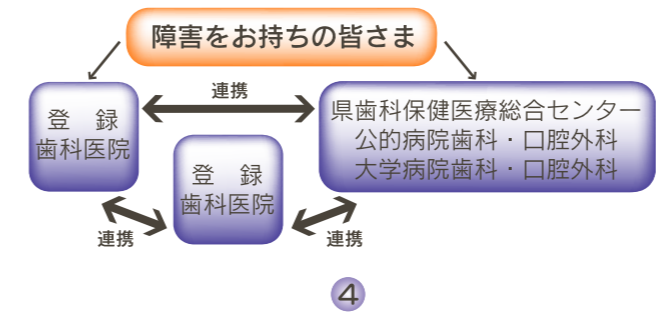 障害をお持ちの皆さま
連携
登　録
歯科医院
県歯科保健医療総合センター
公的病院歯科・口腔外科
大学病院歯科・口腔外科
登　録
歯科医院
連携
連携
4